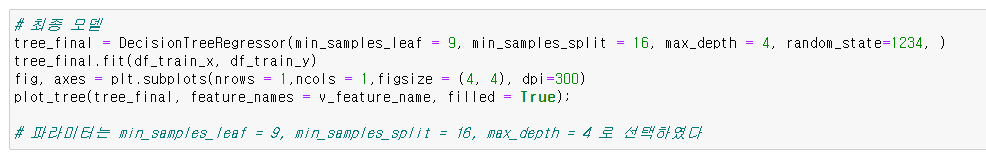 # 최종 모델
tree_final = DecisionTreeRegressor(min_samples_leaf = 9, min_samples_split = 16, max_depth = 4, random_state=1234, )
tree_final.fit(df_train_x, df_train_y)
fig, axes = plt.subplots(nrows = 1,ncols = 1,figsize = (4, 4), dpi=300)
plot_tree(tree_final, feature_names = v_feature_name, filled = True);
# 파라미터는 min_samples_leaf = 9, min_samples_split = 16, max_depth = 4 로 선택하였다